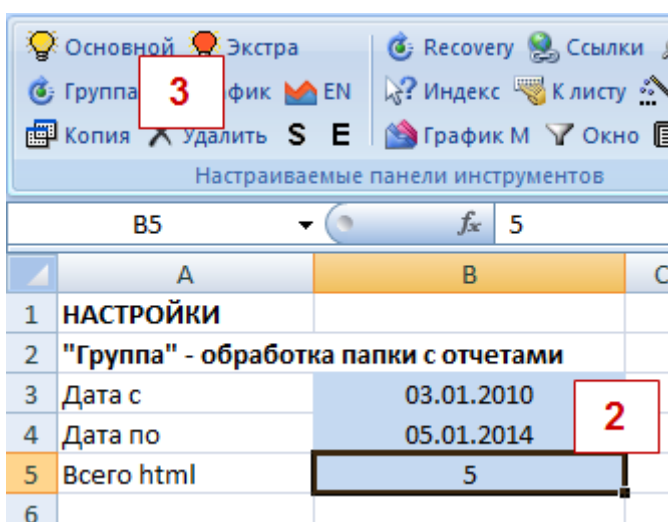 Основной Экстра Recovery Ссылки
Группа 3 фик EN Индекс К листу
Копия Удалить S E График М Окно
Настраиваемые панели инструментов
B5 fx 5
A B
1 НАСТРОЙКИ
2 "Группа" - обработка папки с отчетами
3 Дата с 03.01.2010
2
4 Дата по 05.01.2014
5 Всего html 5
6